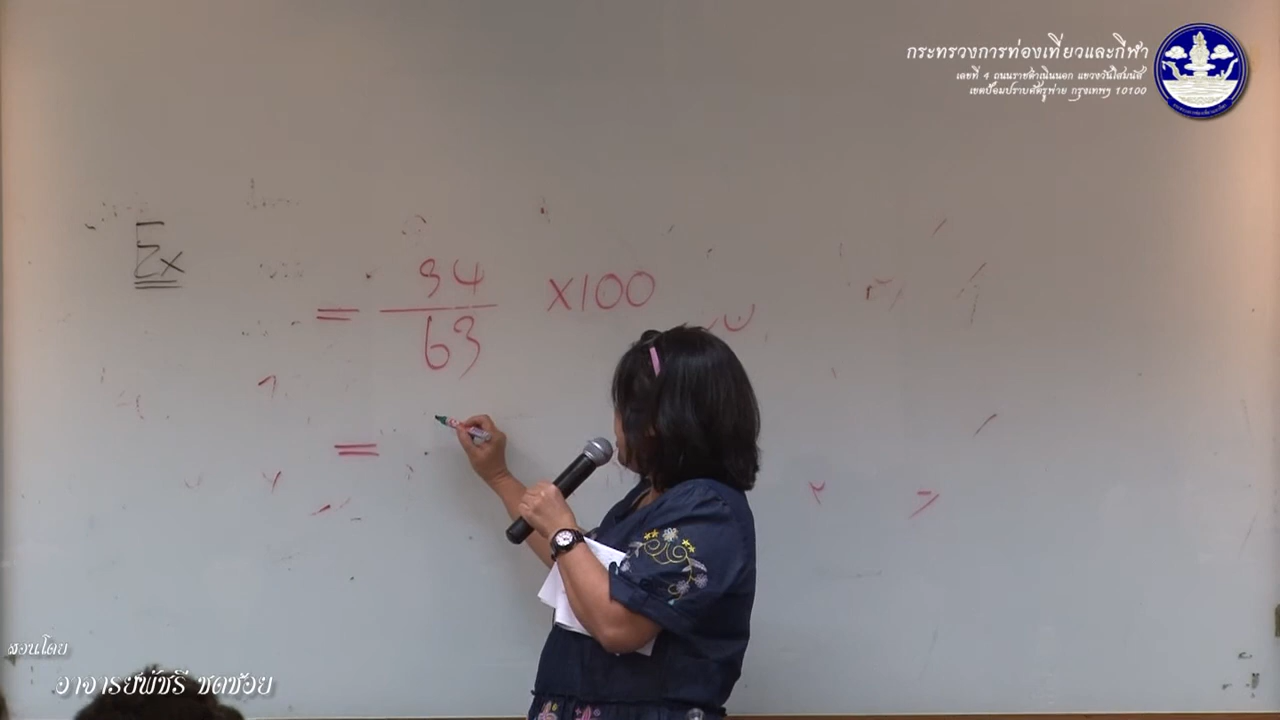 กระทรวงการท่องเที่ยวและกีฬา
เลขที่ 4 ถนนราชดำเนินนอก แขวงวัดโสมนัส
เขตป้อมปราบศัตรูพ่าย กรุงเทพฯ 10100
Ex
= 94/63 ×100
=
สอนโดย
อาจารย์พัชรี ชดช้อย